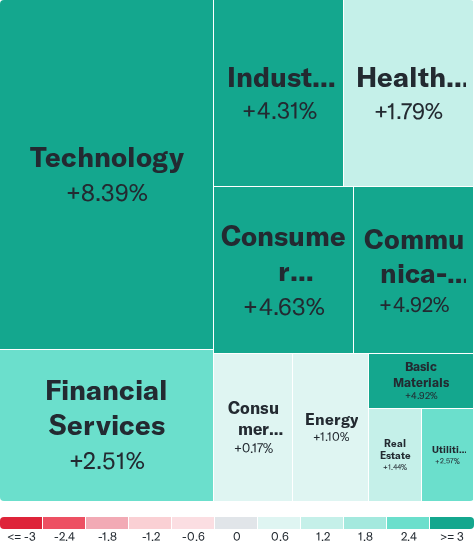 Technology
+8.39%
Indust...
+4.31%
Health...
+1.79%
Consume
r...
+4.63%
Commu
nica-...
+4.92%
Financial
Services
+2.51%
Consu
mer...
+0.17%
Energy
+1.10%
Basic
Materials
+4.92%
Real
Estate
+1.44%
Utiliti...
+2.57%
<= -3 -2.4 -1.8 -1.2 -0.6 0 0.6 1.2 1.8 2.4 >= 3